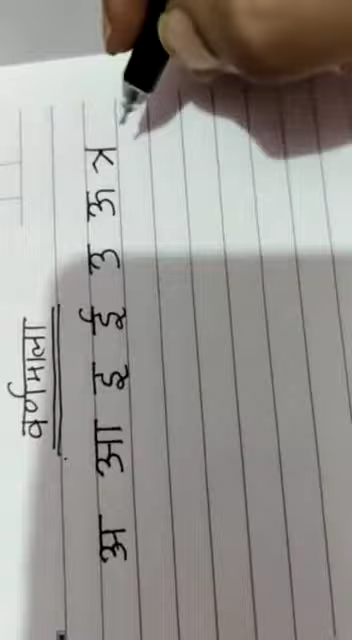 वर्णमाला
अ आ इ ई उ ऊ